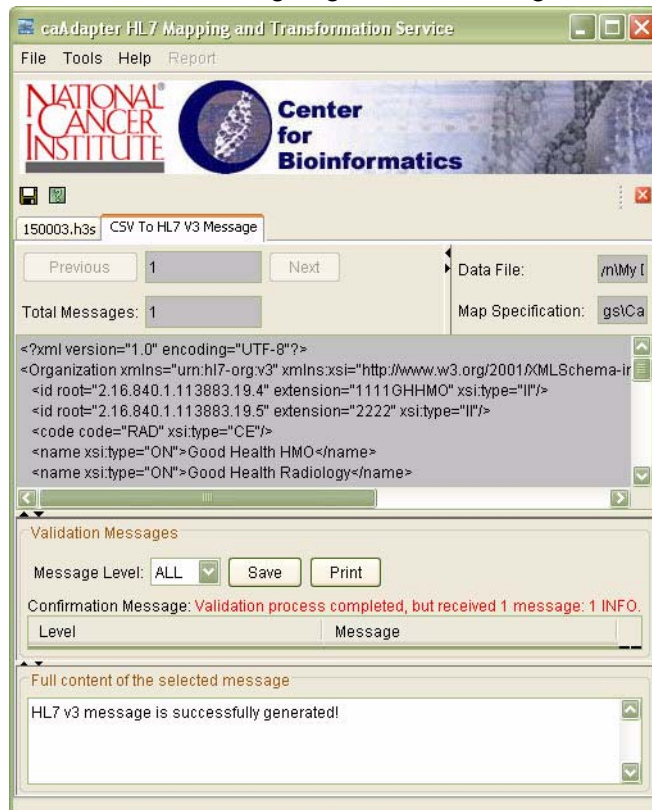 caAdapter HL7 Mapping and Transformation Service
File Tools Help Report
NATIONAL
CANCER
INSTITUTE
Center
for
Bioinformatics
150003.h3s CSV To HL7 V3 Message
Previous 1 Next
Data File:
Total Messages: 1
Map Specification: gs\Ca
<?xml version="1.0" encoding="UTF-8"?>
<Organization xmlns="urn:hl7-org:v3" xmlns:xsi="http://www.w3.org/2001/XMLSchema-ir
<id root="2.16.840.1.113883.19.4" extension="1111GHHMO" xsi:type="II"/>
<id root="2.16.840.1.113883.19.5" extension="2222" xsi:type="II"/>
<code code="RAD" xsi:type="CE"/>
<name xsi:type="ON">Good Health HMO</name>
<name xsi:type="ON">Good Health Radiology</name>
Validation Messages
Message Level: ALL Save Print
Confirmation Message: Validation process completed, but received 1 message: 1 INFO.
Level Message
Full content of the selected message
HL7 v3 message is successfully generated!